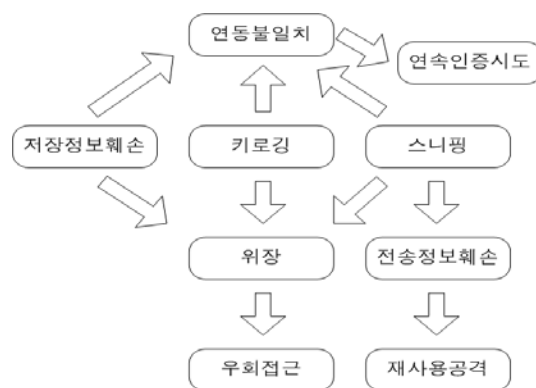 연동불일치
연속인증시도
저장정보훼손
키로깅
스니핑
위장
전송정보훼손
우회접근
재사용공격